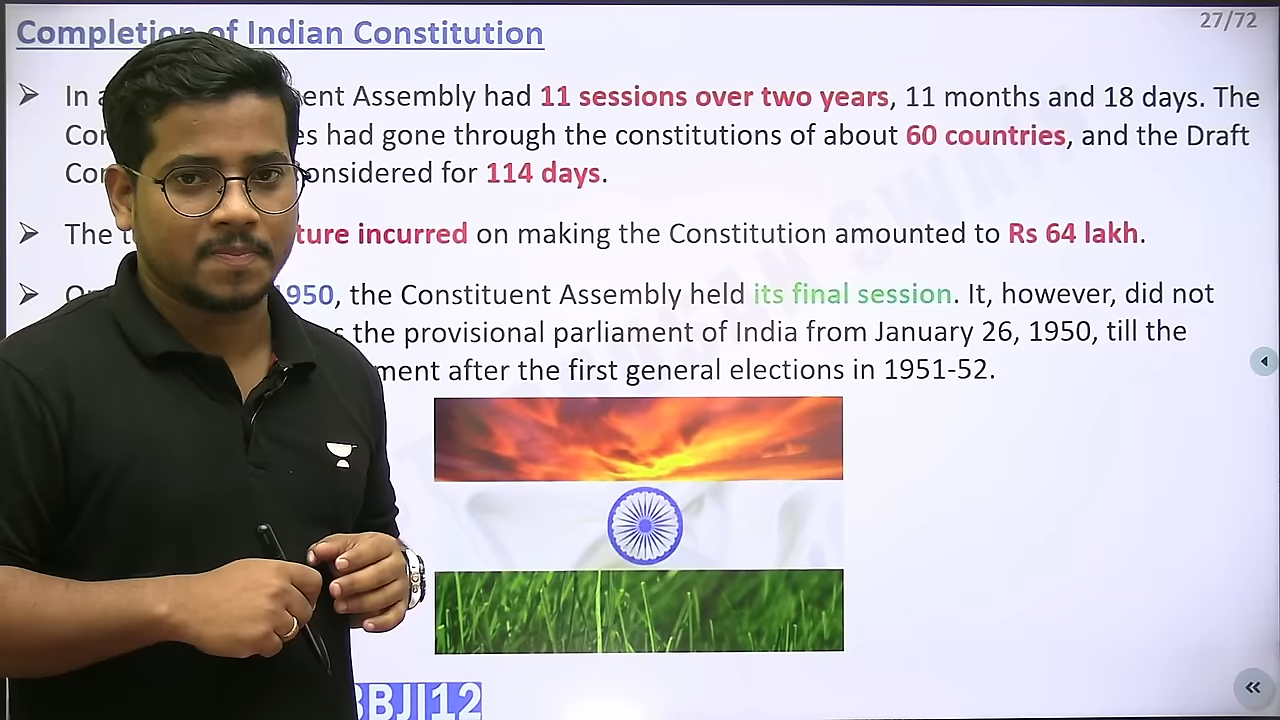 27/72
Completion of Indian Constitution
In ent Assembly had 11 sessions over two years, 11 months and 18 days. The
Con es had gone through the constitutions of about 60 countries, and the Draft
Con onsidered for 114 days.
The t ture incurred on making the Constitution amounted to Rs 64 lakh.
1950, the Constituent Assembly held its final session. It, however, did not
s the provisional parliament of India from January 26, 1950, till the
ment after the first general elections in 1951-52.
BJI12